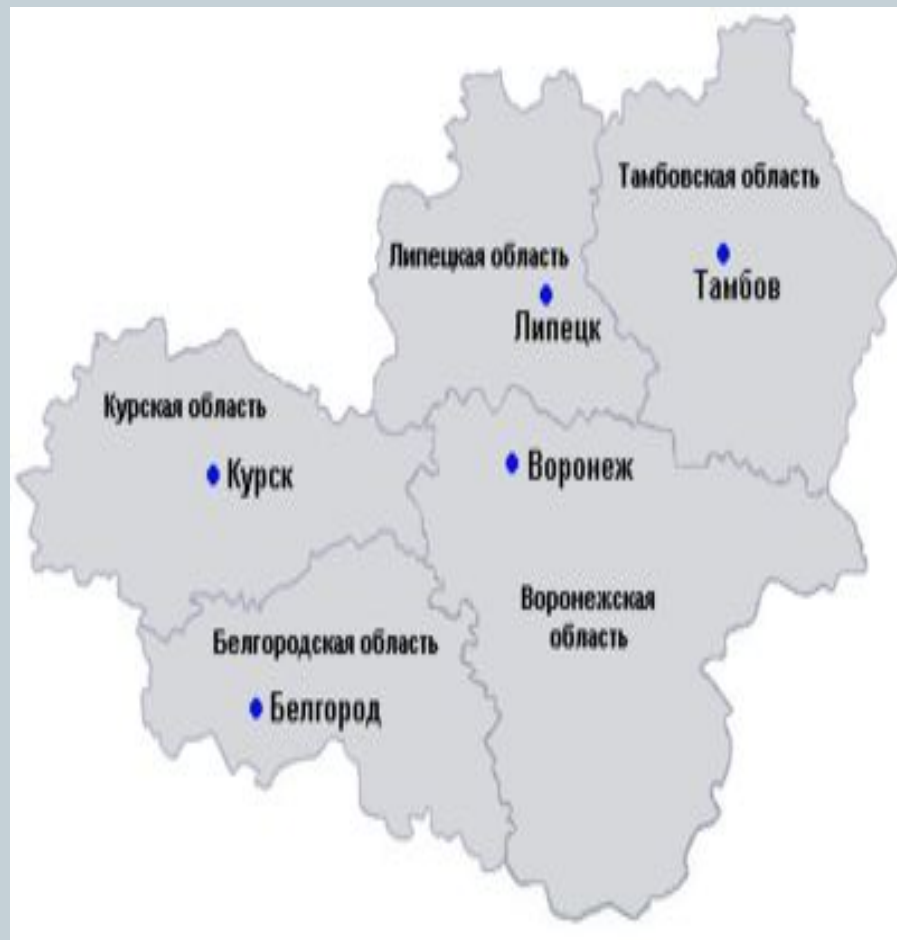 Тамбовская область
Тамбов
Липецкая область
Липецк
Курская область
Курск
Воронеж
Воронежская
область
Белгородская область
Белгород